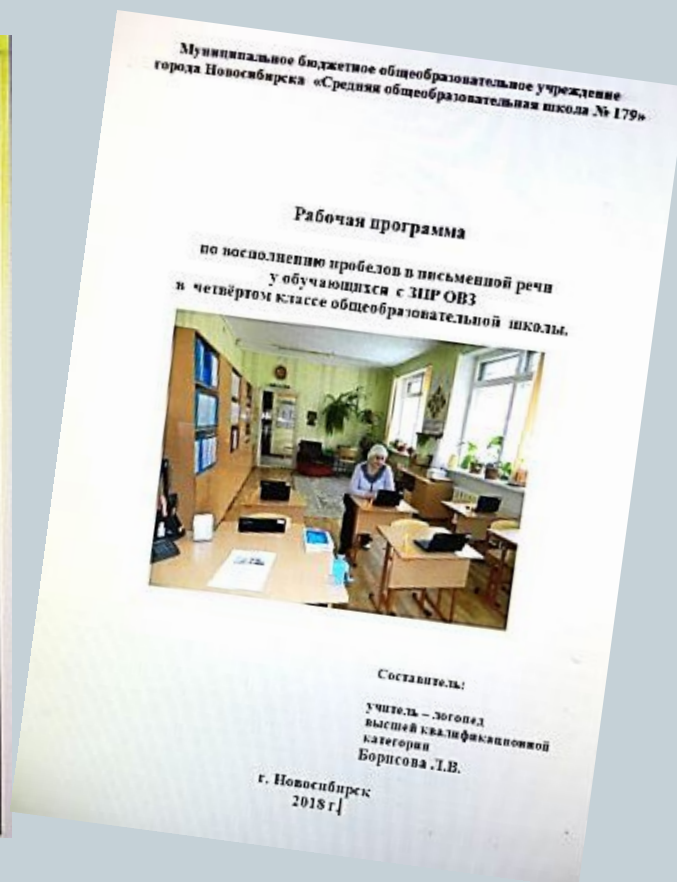 Муниципальное бюджетное общеобразовательное учреждение
города Новосибирска «Средняя общеобразовательная школа № 179»
Рабочая программа
по восполнению пробелов в письменной речи
у обучающихся с ЗПР ОВЗ
в четвёртом классе общеобразовательной школы.
Составитель:
учитель – логопед
высшей квалификационной
категории
Борисова Л.В.
г. Новосибирск
2018 г.